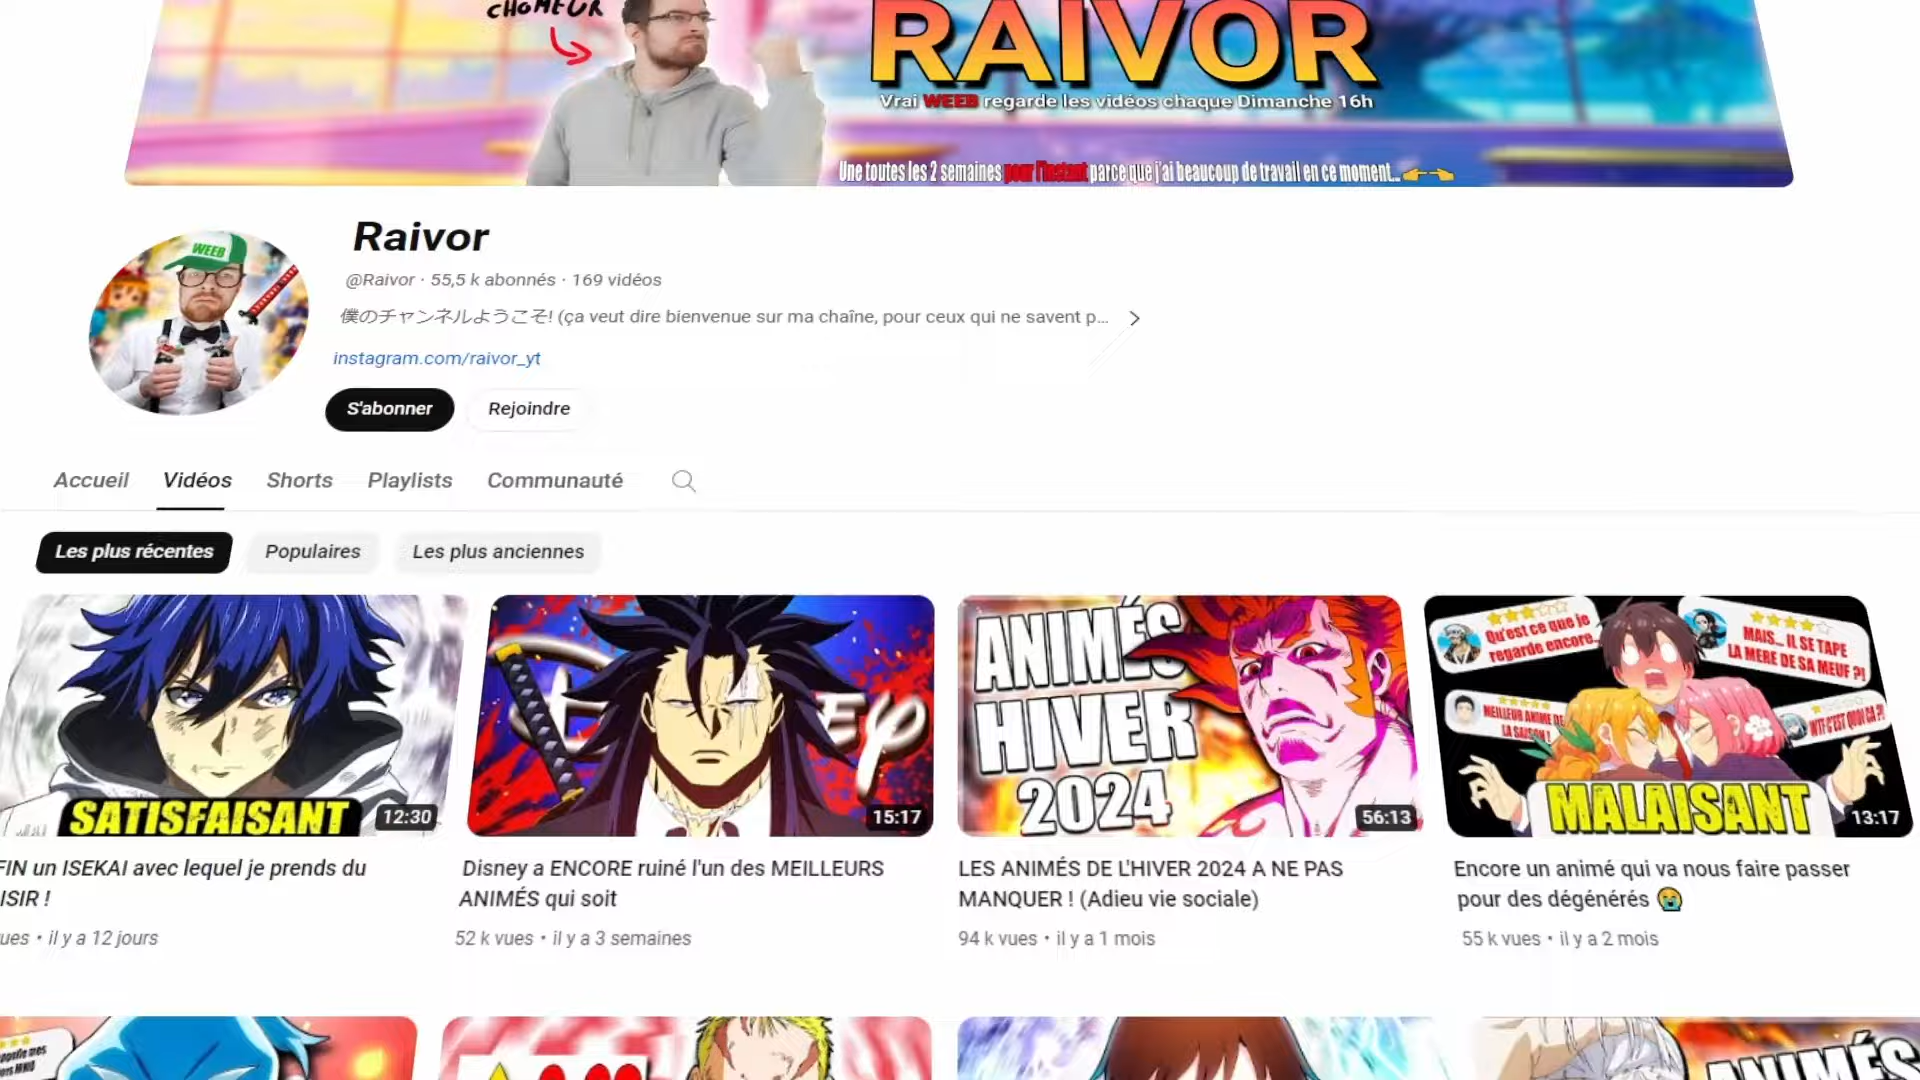 CHOMEUR
RAIVOR
Vrai WEEB regarde les vidéos chaque Dimanche 16h
Une toutes les 2 semaines pour l'instant parce que j'ai beaucoup de travail en ce moment...
WEEB
Raivor
@Raivor · 55,5 k abonnés · 169 vidéos
僕のチャンネルようこそ! (ça veut dire bienvenue sur ma chaîne, pour ceux qui ne savent p...
instagram.com/raivor_yt
S'abonner Rejoindre
Accueil Vidéos Shorts Playlists Communauté
Les plus récentes Populaires Les plus anciennes
SATISFAISANT
12:30
EY
15:17
ANIMÉS
HIVER
2024
56:13
Qu'est ce que je
regarde encore..
MAIS... IL SE TAPE
LA MERE DE SA MEUF ?!
MEILLEUR ANIME DE
LA SAISON !
WTF C'EST QUOI CA ?!
MALAISANT
13:17
FIN un ISEKAI avec lequel je prends du
ISIR !
ues • il y a 12 jours
Disney a ENCORE ruiné l'un des MEILLEURS
ANIMÉS qui soit
52 k vues • il y a 3 semaines
LES ANIMÉS DE L'HIVER 2024 A NE PAS
MANQUER ! (Adieu vie sociale)
94 k vues • il y a 1 mois
Encore un animé qui va nous faire passer
pour des dégénérés 😭
55 k vues • il y a 2 mois
ANIMÉS